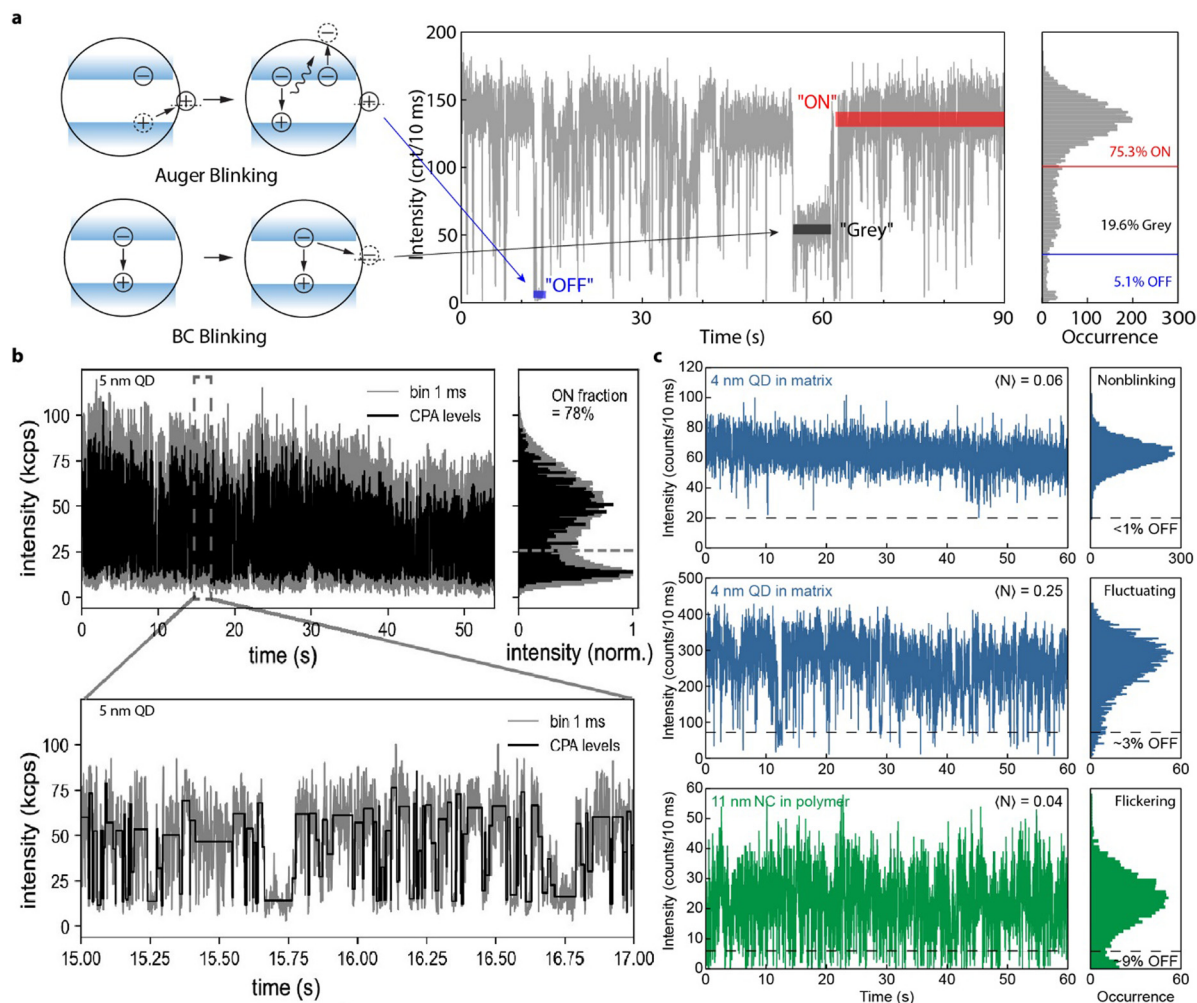 a
Auger Blinking
BC Blinking
Intensity (cnt/10 ms)
200
150
100
50
0
"ON"
"Grey"
"OFF"
0
30
60
90
Time (s)
75.3% ON
19.6% Grey
5.1% OFF
0
100
200
300
Occurrence
b
5 nm QD
bin 1 ms
CPA levels
intensity (kcps)
100
75
50
25
0
0
10
20
30
40
50
time (s)
ON fraction
= 78%
0
1
intensity (norm.)
5 nm QD
bin 1 ms
CPA levels
intensity (kcps)
100
75
50
25
0
15.00
15.25
15.50
15.75
16.00
16.25
16.50
16.75
17.00
time (s)
c
4 nm QD in matrix
⟨N⟩ = 0.06
Intensity (counts/10 ms)
120
100
80
60
40
20
0
0
10
20
30
40
50
60
Nonblinking
<1% OFF
0
300
4 nm QD in matrix
⟨N⟩ = 0.25
Intensity (counts/10 ms)
500
400
300
200
100
0
0
10
20
30
40
50
60
Fluctuating
~3% OFF
11 nm NC in polymer
⟨N⟩ = 0.04
Intensity (counts/10 ms)
60
50
40
30
20
10
0
0
10
20
30
40
50
60
Time (s)
Flickering
~9% OFF
Occurrence